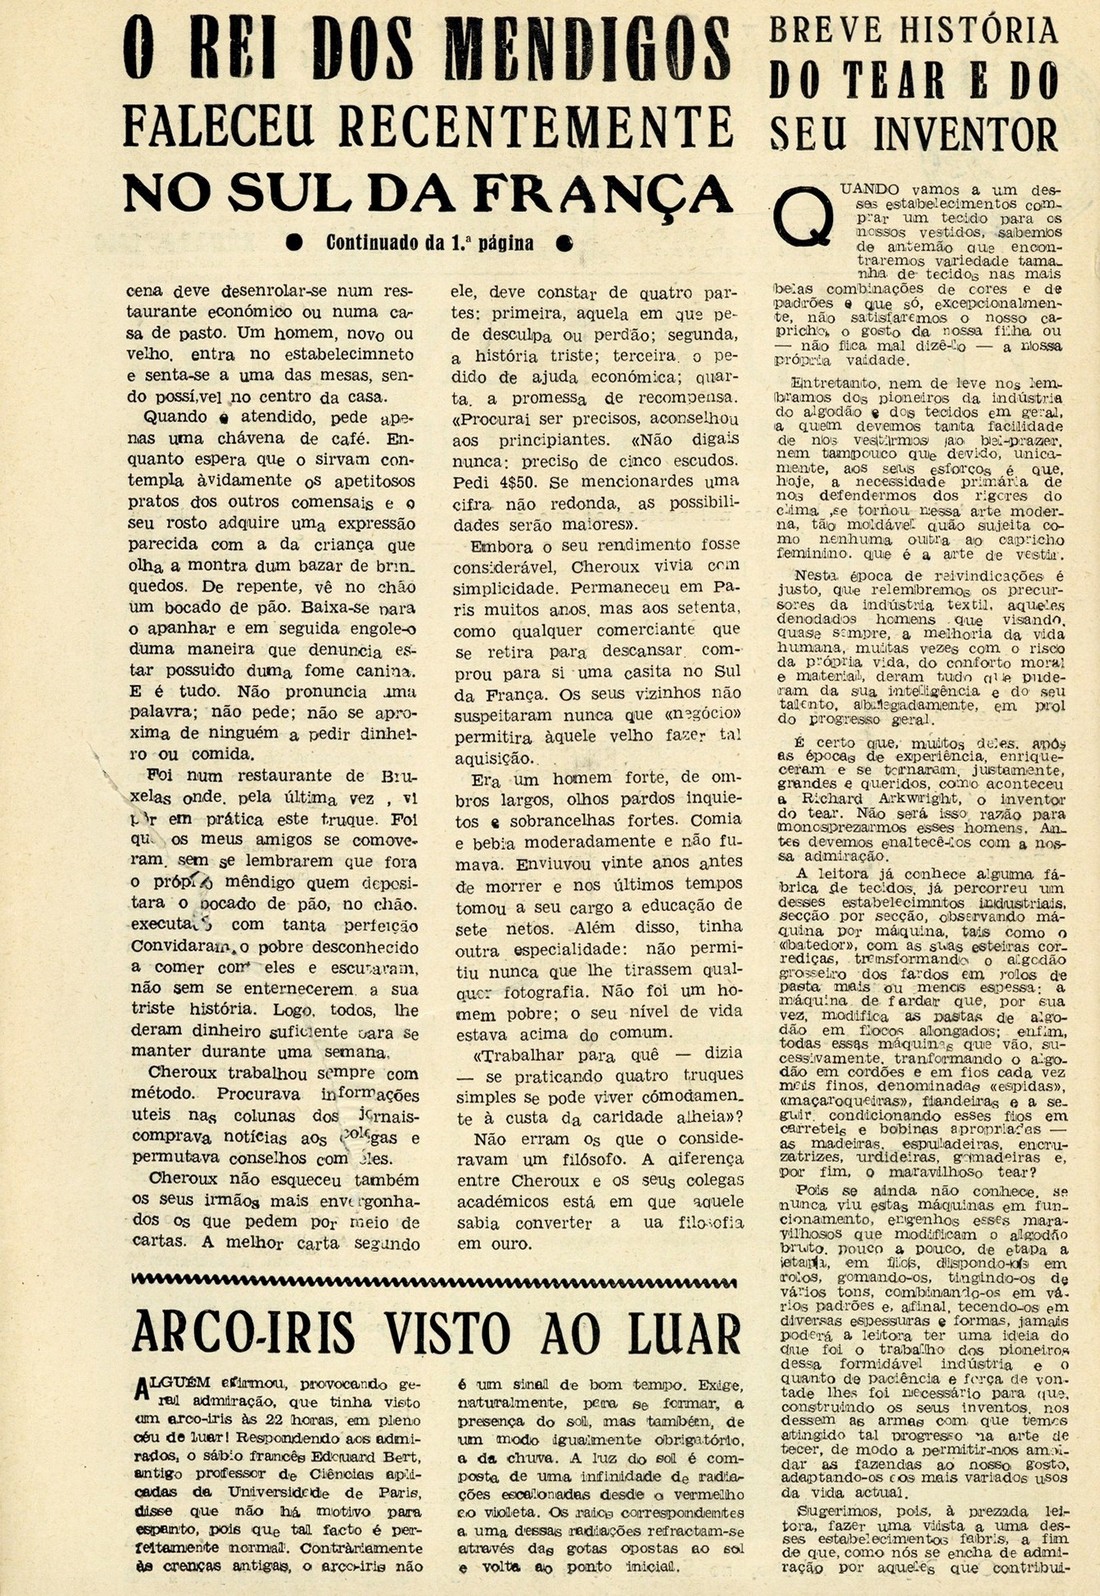 O REI DOS MENDIGOS
FALECEU RECENTEMENTE
NO SUL DA FRANÇA
● Continuado da 1.ª página ●
cena deve desenrolar-se num res-
taurante económico ou numa ca-
sa de pasto. Um homem, novo ou
velho, entra no estabelecimneto
e senta-se a uma das mesas, sen-
do possí,vel no centro da casa.
Quando é atendido, pede ape-
nas uma chávena de café. En-
quanto espera que o sirvam con-
templa àvidamente os apetitosos
pratos dos outros comensais e o
seu rosto adquire uma expressão
parecida com a da criança que
olha a montra dum bazar de brin_
quedos. De repente, vê no chão
um bocado de pão. Baixa-se para
o apanhar e em seguida engole-o
duma maneira que denuncia es-
tar possuido duma fome canina.
E é tudo. Não pronuncia uma
palavra; não pede; não se apro-
xima de ninguém a pedir dinhei-
ro ou comida.
Foi num restaurante de Bru-
xelas onde, pela última vez , vi
pôr em prática este truque. Foi
que os meus amigos se comove-
ram, sem se lembrarem que fora
o próprio mêndigo quem deposi-
tara o bocado de pão, no chão.
com tanta perfeição
Convidaram,o pobre desconhecido
a comer com eles e escutaram,
não sem se enternecerem a sua
triste história. Logo, todos, lhe
deram dinheiro suficiente para se
manter durante uma semana.
Cheroux trabalhou sempre com
método. Procurava informações
uteis nas colunas dos jornais-
comprava notícias aos colegas e
permutava conselhos com eles.
Cheroux não esqueceu também
os seus irmãos mais envergonha-
dos os que pedem por meio de
cartas. A melhor carta segundo
ele, deve constar de quatro par-
tes: primeira, aquela em que pe-
de desculpa ou perdão; segunda,
a história triste; terceira, o pe-
dido de ajuda económica; quar-
ta, a promessa de recompensa.
«Procurai ser precisos, aconselhou
aos principiantes. «Não digais
nunca: preciso de cinco escudos.
Pedi 4$50. Se mencionardes uma
cifra não redonda, as possibili-
dades serão maiores».
Embora o seu rendimento fosse
considerável, Cheroux vivia com
simplicidade. Permaneceu em Pa-
ris muitos anos, mas aos setenta,
como qualquer comerciante que
se retira para descansar, com-
prou para si uma casita no Sul
da França. Os seus vizinhos não
suspeitaram nunca que «negócio»
permitira àquele velho fazer tal
aquisição.
Era um homem forte, de om-
bros largos, olhos pardos inquie-
tos e sobrancelhas fortes. Comia
e bebia moderadamente e não fu-
mava. Enviuvou vinte anos antes
de morrer e nos últimos tempos
tomou a seu cargo a educação de
sete netos. Além disso, tinha
outra especialidade: não permi-
tiu nunca que lhe tirassem qual-
quer fotografia. Não foi um ho-
mem pobre; o seu nível de vida
estava acima do comum.
«Trabalhar para quê — dizia
— se praticando quatro truques
simples se pode viver cómodamen_
te à custa da caridade alheia»?
Não erram os que o conside-
ravam um filósofo. A diferença
entre Cheroux e os seus colegas
académicos está em que aquele
sabia converter a ua filosofia
em ouro.
ARCO-IRIS VISTO AO LUAR
ALGUÉM afirmou, provocando ge-
ral admiração, que tinha visto
um arco-iris às 22 horas, em pleno
céu de luar! Respondendo aos admi-
rados, o sábio francês Edouard Bert,
antigo professor de Ciências apli-
cadas da Universidade de Paris,
disse que não há motivo para
espanto, pois que tal facto é per-
feitamente normal. Contràriamente
às crenças antigas, o arco-iris não
é um sinal de bom tempo. Exige,
naturalmente, para se formar, a
presença do sol, mas também, de
um modo igualmente obrigatório,
a da chuva. A luz do sol é com-
posta de uma infinidade de radia-
ções escalonadas desde o vermelho
ao violeta. Os raios correspondentes
a uma dessas radiações refractam-se
através das gotas opostas ao sol
e volta ao ponto inicial.
BREVE HISTÓRIA
DO TEAR E DO
SEU INVENTOR
QUANDO vamos a um des-
ses estabelecimentos com-
prar um tecido para os
nossos vestidos, sabemos
de antemão que encon-
traremos variedade tama_
nha de tecidos nas mais
belas combinações de cores e de
padrões e que só, excepcionalmen-
te, não satisfaremos o nosso ca-
pricho, o gosto da nossa filha ou
— não fica mal dizê-lo — a nossa
própria vaidade.
Entretanto, nem de leve nos lem-
bramos dos pioneiros da indústria
do algodão e dos tecidos em geral,
a quem devemos tanta facilidade
de nos vestirmos ao bel-prazer,
nem tampouco que devido, unica-
mente, aos seus esforços é que,
hoje, a necessidade primária de
nos defendermos dos rigores do
clima ,se tornou nessa arte moder-
na, tão moldável quão sujeita co-
mo nenhuma outra ao capricho
feminino, que é a arte de vestir.
Nesta época de reivindicações é
justo, que relembremos os precur-
sores da indústria textil, aqueles
denodados homens que visando,
quase sempre, a melhoria da vida
humana, muitas vezes com o risco
da própria vida, do conforto moral
e material, deram tudo que pude-
ram da sua inteligência e do seu
talento, abnegadamente, em prol
do progresso geral.
É certo que, muitos deles, após
as épocas de experiência, enrique-
ceram e se tornaram, justamente,
grandes e queridos, como aconteceu
a Richard Arkwright, o inventor
do tear. Não será isso razão para
monosprezarmos esses homens. An_
tes devemos enaltecê-los com a nos-
sa admiração.
A leitora já conhece alguma fá-
brica de tecidos, já percorreu um
desses estabelecimntos industriais,
secção por secção, observando má-
quina por máquina, tais como o
«batedor», com as suas esteiras cor-
rediças, transformando o algodão
grosseiro dos fardos em rolos de
pasta mais ou menos espessa; a
máquina de fardar que, por sua
vez, modifica as pastas de algo-
dão em flocos alongados; enfim,
todas essas máquinas que vão, su-
cessivamente, tranformando o algo-
dão em cordões e em fios cada vez
mais finos, denominadas «espidas»,
«maçaroqueiras», fiandeiras e a se-
guir, condicionando esses fios em
carreteis e bobinas apropriadas —
as madeiras, espuladeiras, encru-
zatrizes, urdideiras, gomadeiras e,
por fim, o maravilhoso tear?
Pois se ainda não conhece, se
nunca viu estas máquinas em fun-
cionamento, engenhos esses mara-
vilhosos que modificam o algodão
bruto, pouco a pouco, de etapa a
etapa, em fios, dispondo-os em
rolos, gomando-os, tingindo-os de
vários tons, combinando-os em vá-
rios padrões e, afinal, tecendo-os em
diversas espessuras e formas, jamais
poderá a leitora ter uma ideia do
que foi o trabalho dos pioneiros
dessa formidável indústria e o
quanto de paciência e força de von-
tade lhes foi necessário para que,
construindo os seus inventos, nos
dessem as armas com que temos
atingido tal progresso na arte de
tecer, de modo a permitir-nos
dar as fazendas ao nosso gosto,
adaptando-os aos mais variados usos
da vida actual.
Sugerimos, pois, à prezada lei-
tora, fazer uma visita a uma des-
ses estabelecimentos fabris, a fim
de que, como nós se encha de admi-
ração por aqueles que contribui-